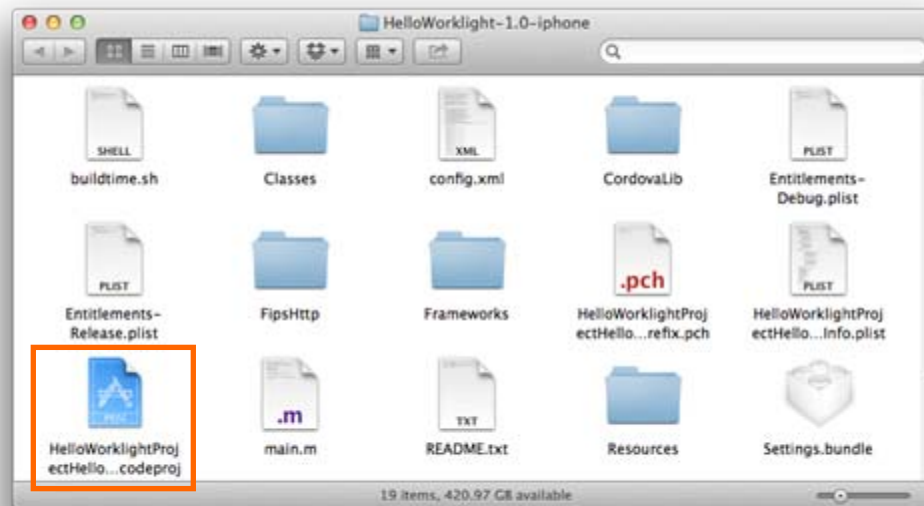 HelloWorklight-1.0-iphone
SHELL
XML
PLIST
buildtime.sh
Classes
config.xml
CordovaLib
Entitlements-
Debug.plist
PLIST
.pch
PLIST
Entitlements-
Release.plist
FipsHttp
Frameworks
HelloWorklightProj
ectHello...refix.pch
HelloWorklightProj
ectHello...Info.plist
.m
TXT
HelloWorklightProj
ectHello...codeproj
main.m
README.txt
Resources
Settings.bundle
19 items, 420.97 GB available